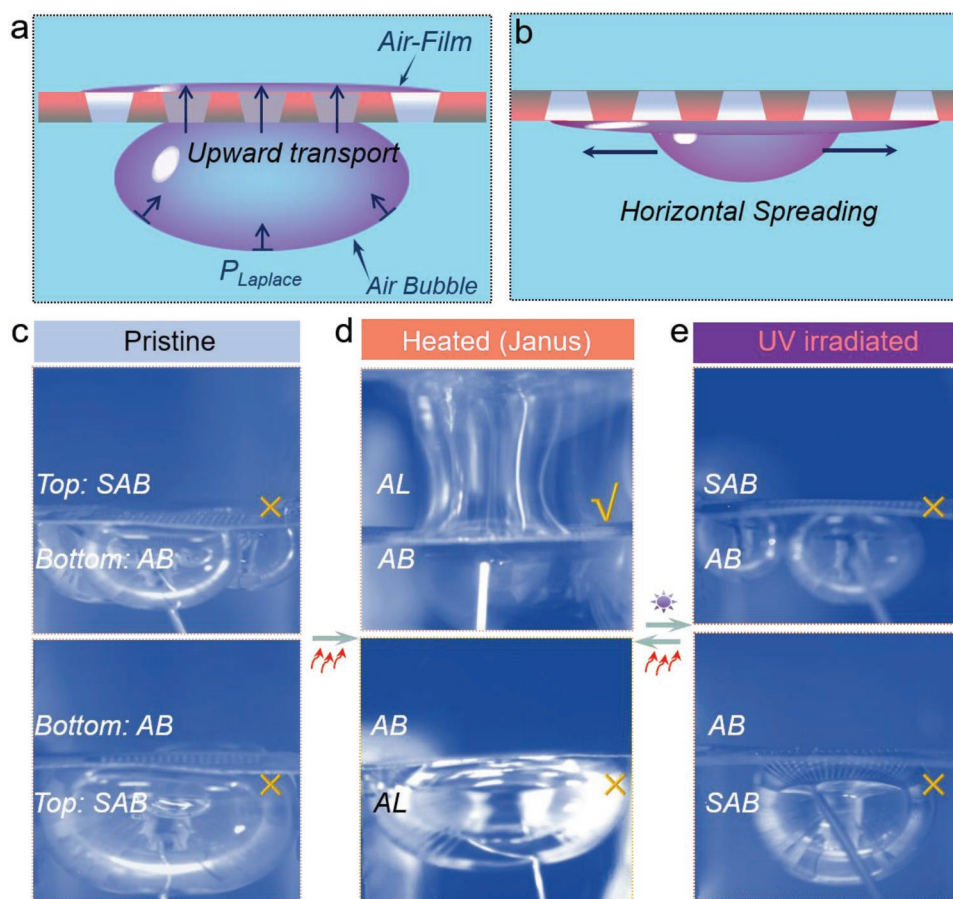 a
Air-Film
Upward transport
P_Laplace
Air Bubble
b
Horizontal Spreading
c
Pristine
Top: SAB
Bottom: AB
Bottom: AB
Top: SAB
d
Heated (Janus)
AL
√
AB
AB
AL
e
UV irradiated
SAB
AB
AB
SAB